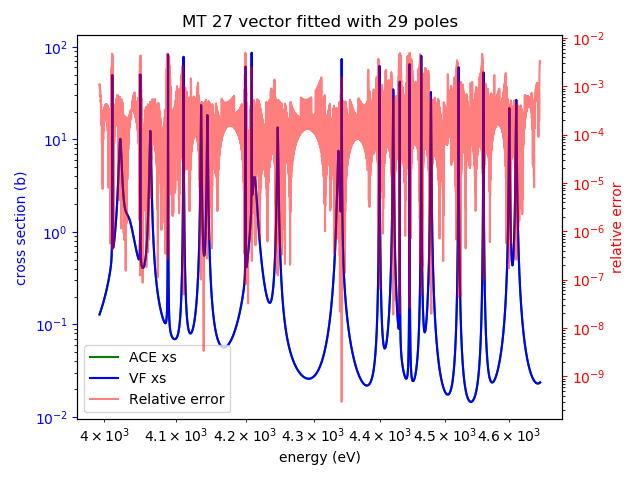 MT 27 vector fitted with 29 poles
cross section (b)
10²
10¹
10⁰
10⁻¹
10⁻²
10⁻²
10⁻³
10⁻⁴
10⁻⁵
10⁻⁶
10⁻⁷
10⁻⁸
10⁻⁹
relative error
ACE xs
VF xs
Relative error
4 × 10³ 4.1 × 10³ 4.2 × 10³ 4.3 × 10³ 4.4 × 10³ 4.5 × 10³ 4.6 × 10³
energy (eV)